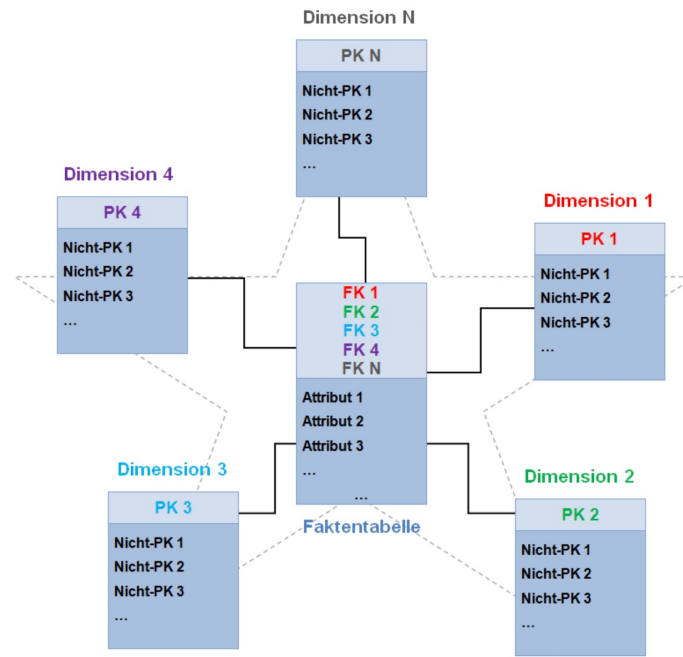 Dimension N
PK N
Nicht-PK 1
Nicht-PK 2
Nicht-PK 3
...
Dimension 4
PK 4
Nicht-PK 1
Nicht-PK 2
Nicht-PK 3
...
Dimension 1
PK 1
Nicht-PK 1
Nicht-PK 2
Nicht-PK 3
...
FK 1
FK 2
FK 3
FK 4
FK N
Attribut 1
Attribut 2
Attribut 3
...
...
Faktentabelle
Dimension 3
PK 3
Nicht-PK 1
Nicht-PK 2
Nicht-PK 3
...
Dimension 2
PK 2
Nicht-PK 1
Nicht-PK 2
Nicht-PK 3
...